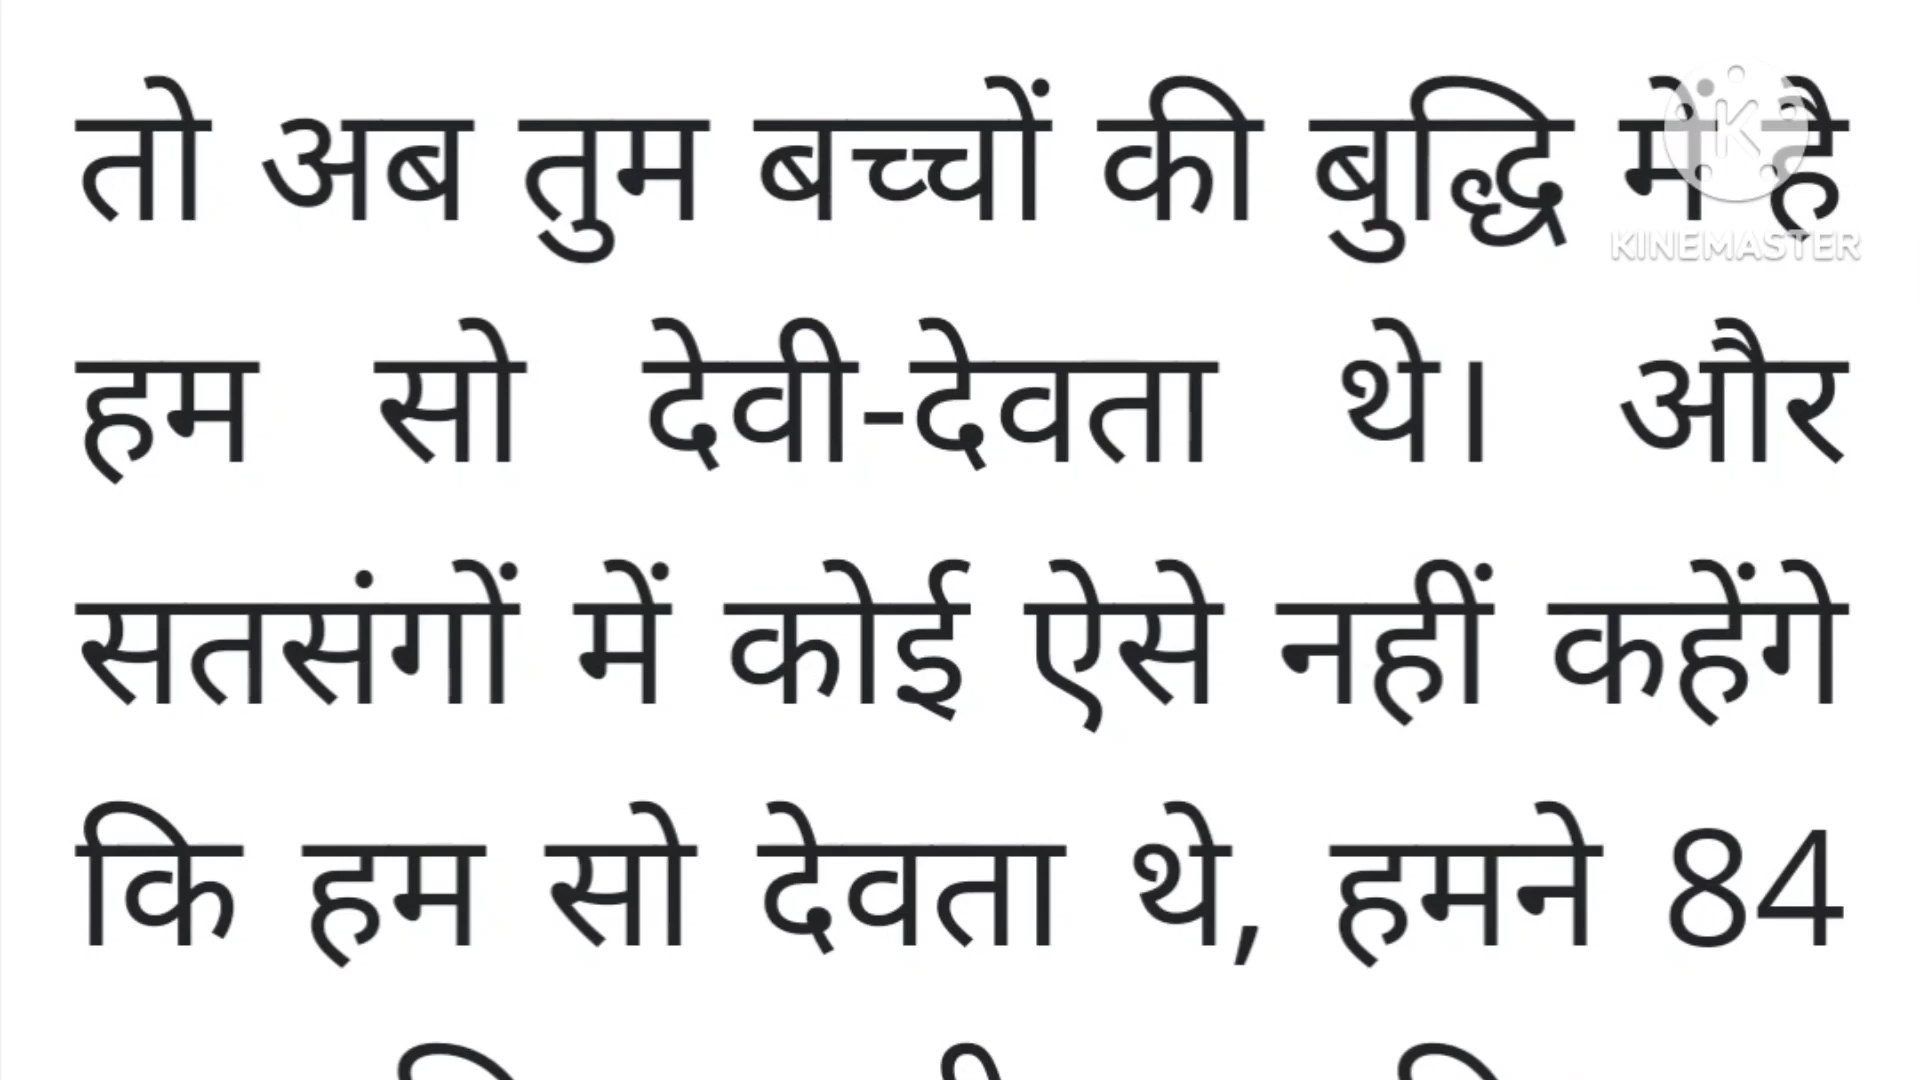 तो अब तुम बच्चों की बुद्धि में है
KINEMASTER
हम सो देवी-देवता थे। और
सतसंगों में कोई ऐसे नहीं कहेंगे
कि हम सो देवता थे, हमने 84